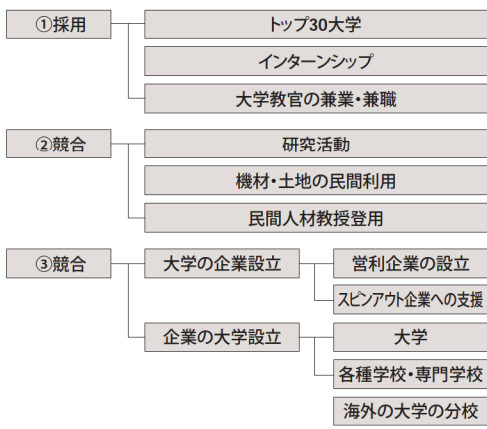 ①採用
トップ30大学
インターンシップ
大学教官の兼業・兼職
②競合
研究活動
機材・土地の民間利用
民間人材教授登用
③競合
大学の企業設立
営利企業の設立
スピンアウト企業への支援
企業の大学設立
大学
各種学校・専門学校
海外の大学の分校